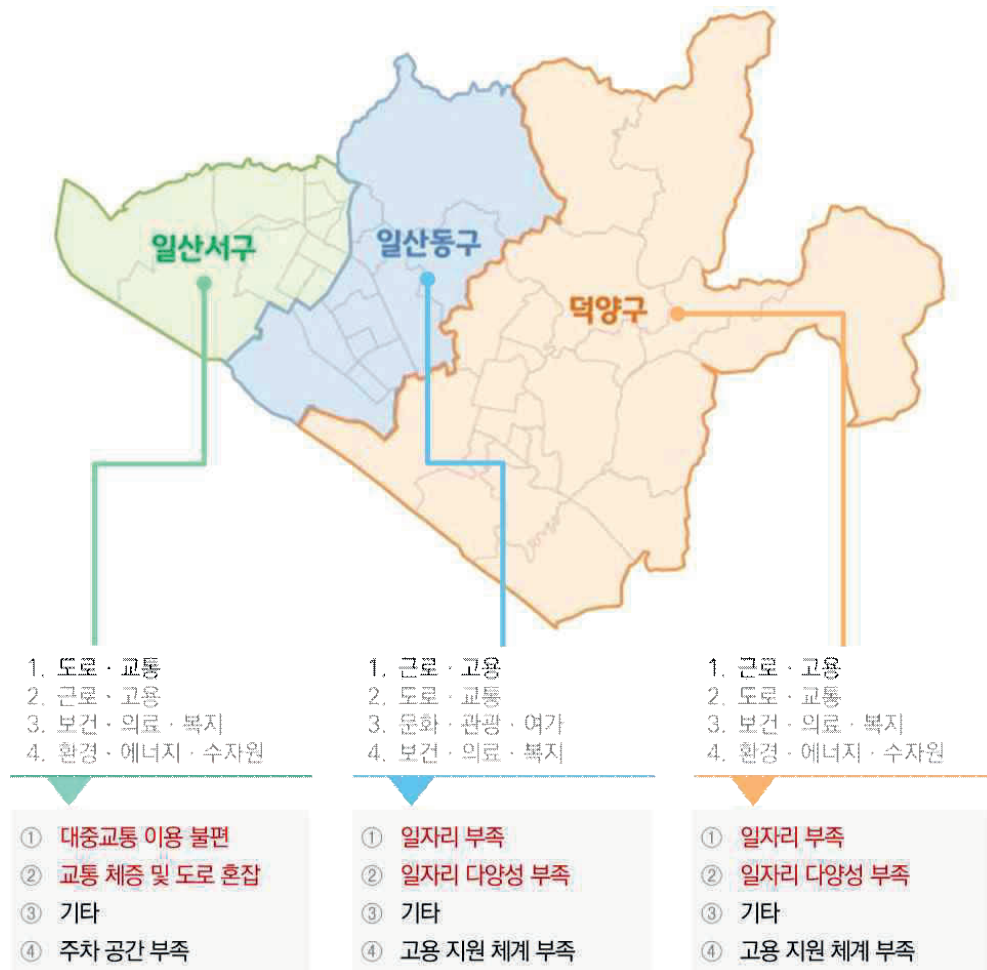 일산서구
일산동구
덕양구
1. 도로 · 교통
2. 근로 · 고용
3. 보건 · 의료 · 복지
4. 환경 · 에너지 · 수자원
① 대중교통 이용 불편
② 교통 체증 및 도로 혼잡
③ 기타
④ 주차 공간 부족
1. 근로 · 고용
2. 도로 · 교통
3. 문화 · 관광 · 여가
4. 보건 · 의료 · 복지
① 일자리 부족
② 일자리 다양성 부족
③ 기타
④ 고용 지원 체계 부족
1. 근로 · 고용
2. 도로 · 교통
3. 보건 · 의료 · 복지
4. 환경 · 에너지 · 수자원
① 일자리 부족
② 일자리 다양성 부족
③ 기타
④ 고용 지원 체계 부족